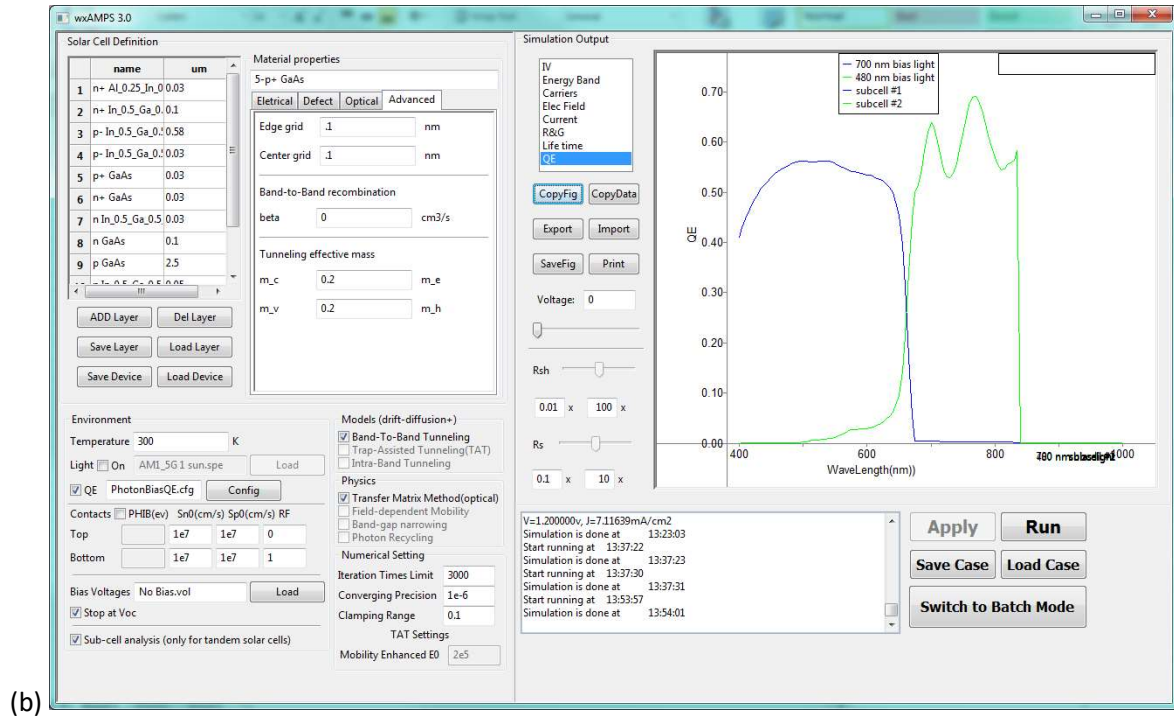 wxAMPS 3.0
Solar Cell Definition
name um
1 n+ Al_0.25_In_0 0.03
2 n+ In_0.5_Ga_0. 0.1
3 p- In_0.5_Ga_0.5 0.58
4 p- In_0.5_Ga_0.5 0.03
5 p+ GaAs 0.03
6 n+ GaAs 0.03
7 n In_0.5_Ga_0.5 0.03
8 n GaAs 0.1
9 p GaAs 2.5
ADD Layer Del Layer
Save Layer Load Layer
Save Device Load Device
Material properties
5-p+ GaAs
Eletrical Defect Optical Advanced
Edge grid .1 nm
Center grid .1 nm
Band-to-Band recombination
beta 0 cm3/s
Tunneling effective mass
m_c 0.2 m_e
m_v 0.2 m_h
Environment
Temperature 300 K
Light On AM1_5G 1 sun.spe Load
QE PhotonBiasQE.cfg Config
Contacts PHIB(ev) Sn0(cm/s) Sp0(cm/s) RF
Top 1e7 1e7 0
Bottom 1e7 1e7 1
Bias Voltages No Bias.vol Load
Stop at Voc
Sub-cell analysis (only for tandem solar cells)
Models (drift-diffusion+)
Band-To-Band Tunneling
Trap-Assisted Tunneling(TAT)
Intra-Band Tunneling
Physics
Transfer Matrix Method(optical)
Field-dependent Mobility
Band-gap narrowing
Photon Recycling
Numerical Setting
Iteration Times Limit 3000
Converging Precision 1e-6
Clamping Range 0.1
TAT Settings
Mobility Enhanced E0 2e5
Simulation Output
IV
Energy Band
Carriers
Elec Field
Current
R&G
Life time
QE
CopyFig CopyData
Export Import
SaveFig Print
Voltage: 0
Rsh
0.01 x 100 x
Rs
0.1 x 10 x
700 nm bias light
480 nm bias light
subcell #1
subcell #2
0.70
0.60
0.50
QE
0.40
0.30
0.20
0.10
0.00
400 600 800 1000
WaveLength(nm))
V=1.200000v, J=7.11639mA/cm2
Simulation is done at 13:23:03
Start running at 13:37:22
Simulation is done at 13:37:23
Start running at 13:37:30
Simulation is done at 13:37:31
Start running at 13:53:57
Simulation is done at 13:54:01
Apply Run
Save Case Load Case
Switch to Batch Mode
(b)